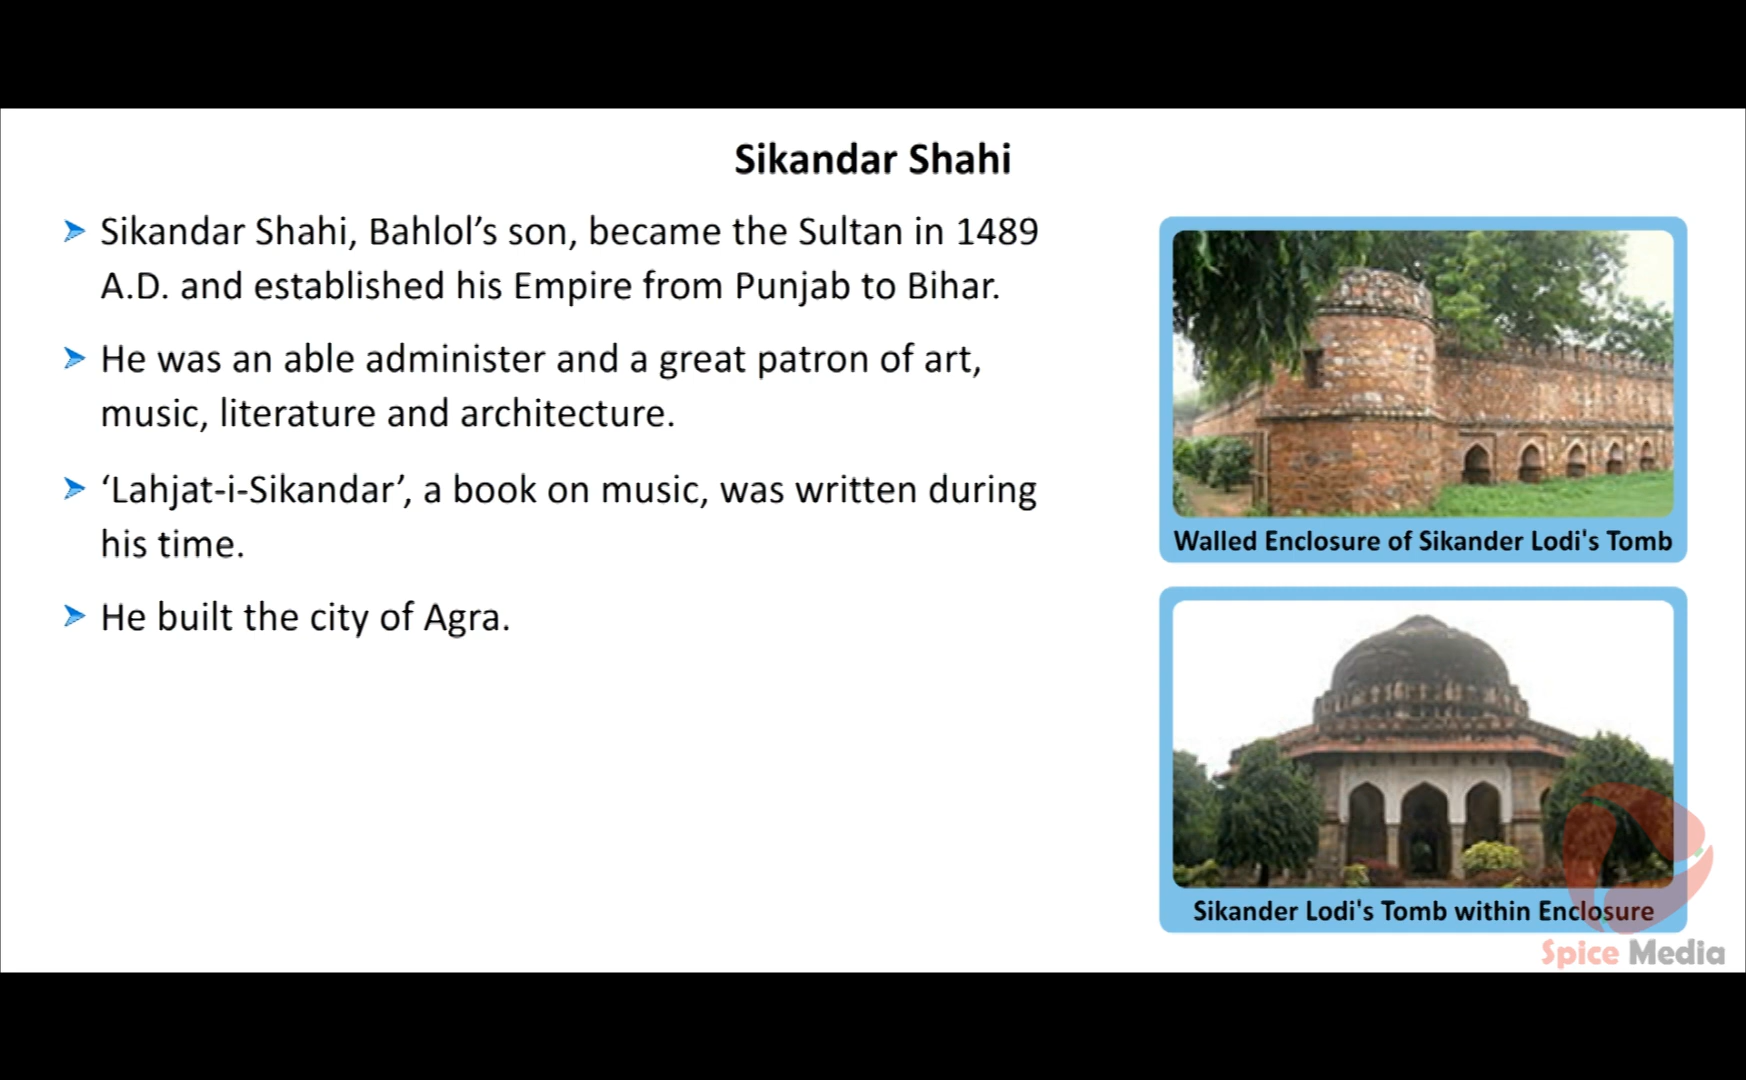 Sikandar Shahi
Sikandar Shahi, Bahlol’s son, became the Sultan in 1489
A.D. and established his Empire from Punjab to Bihar.
He was an able administer and a great patron of art,
music, literature and architecture.
‘Lahjat-i-Sikandar’, a book on music, was written during
his time.
He built the city of Agra.
Walled Enclosure of Sikander Lodi's Tomb
Sikander Lodi's Tomb within Enclosure
Spice Media